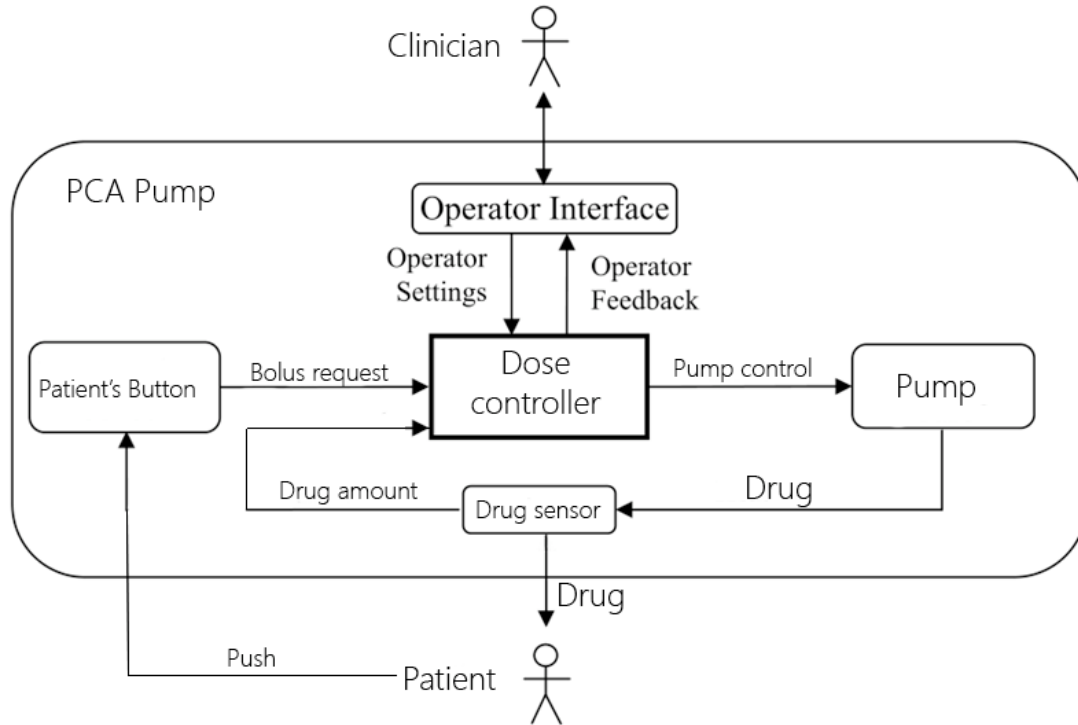 Clinician
PCA Pump
Operator Interface
Operator
Settings
Operator
Feedback
Patient's Button
Bolus request
Dose
controller
Pump control
Pump
Drug amount
Drug sensor
Drug
Drug
Push
Patient